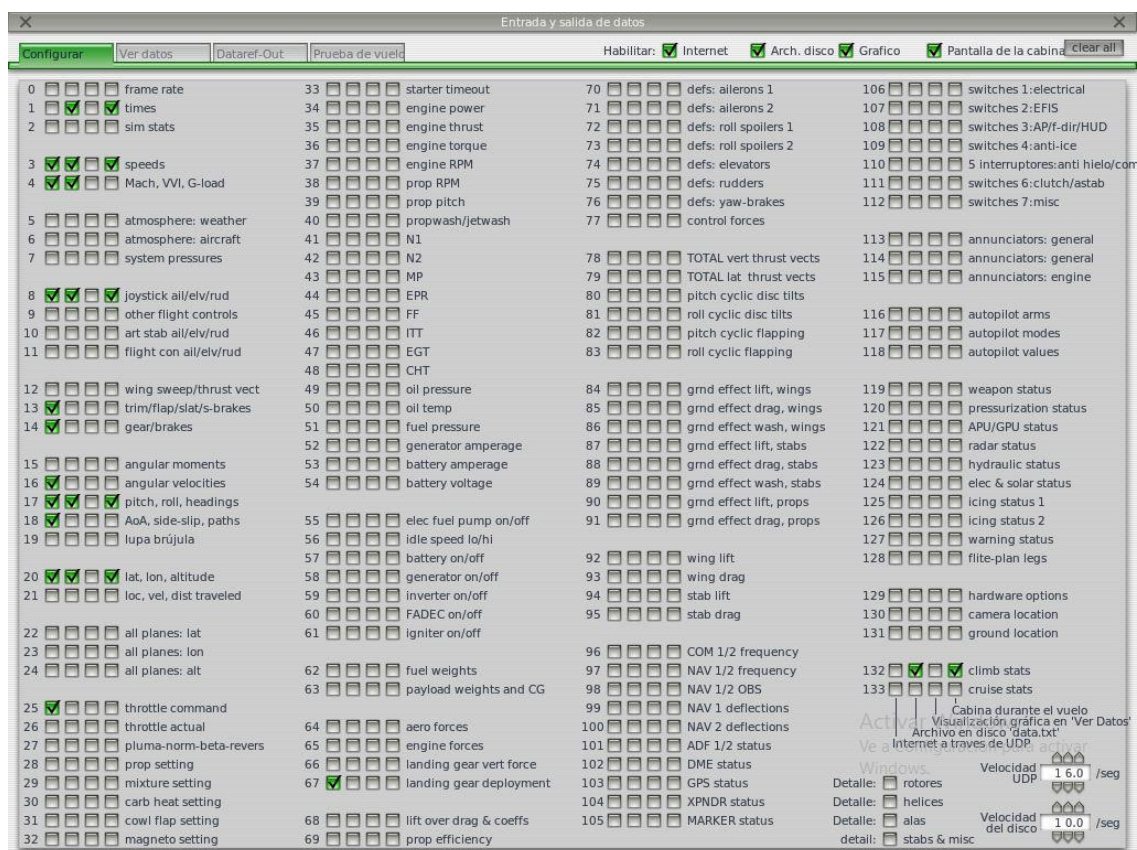 Entrada y salida de datos
Configurar
Ver datos
Dataref-Out
Prueba de vuelo
Habilitar:
Internet
Arch. disco
Grafico
Pantalla de la cabina
clear all
0 frame rate
1 times
2 sim stats
3 speeds
4 Mach, VVI, G-load
5 atmosphere: weather
6 atmosphere: aircraft
7 system pressures
8 joystick ail/elv/rud
9 other flight controls
10 art stab ail/elv/rud
11 flight con ail/elv/rud
12 wing sweep/thrust vect
13 trim/flap/slat/s-brakes
14 gear/brakes
15 angular moments
16 angular velocities
17 pitch, roll, headings
18 AoA, side-slip, paths
19 lupa brújula
20 lat, lon, altitude
21 loc, vel, dist traveled
22 all planes: lat
23 all planes: lon
24 all planes: alt
25 throttle command
26 throttle actual
27 pluma-norm-beta-revers
28 prop setting
29 mixture setting
30 carb heat setting
31 cowl flap setting
32 magneto setting
33 starter timeout
34 engine power
35 engine thrust
36 engine torque
37 engine RPM
38 prop RPM
39 prop pitch
40 propwash/jetwash
41 N1
42 N2
43 MP
44 EPR
45 FF
46 ITT
47 EGT
48 CHT
49 oil pressure
50 oil temp
51 fuel pressure
52 generator amperage
53 battery amperage
54 battery voltage
55 elec fuel pump on/off
56 idle speed lo/hi
57 battery on/off
58 generator on/off
59 inverter on/off
60 FADEC on/off
61 igniter on/off
62 fuel weights
63 payload weights and CG
64 aero forces
65 engine forces
66 landing gear vert force
67 landing gear deployment
68 lift over drag & coeffs
69 prop efficiency
70 defs: ailerons 1
71 defs: ailerons 2
72 defs: roll spoilers 1
73 defs: roll spoilers 2
74 defs: elevators
75 defs: rudders
76 defs: yaw-brakes
77 control forces
78 TOTAL vert thrust vects
79 TOTAL lat thrust vects
80 pitch cyclic disc tilts
81 roll cyclic disc tilts
82 pitch cyclic flapping
83 roll cyclic flapping
84 grnd effect lift, wings
85 grnd effect drag, wings
86 grnd effect wash, wings
87 grnd effect lift, stabs
88 grnd effect drag, stabs
89 grnd effect wash, stabs
90 grnd effect lift, props
91 grnd effect drag, props
92 wing lift
93 wing drag
94 stab lift
95 stab drag
96 COM 1/2 frequency
97 NAV 1/2 frequency
98 NAV 1/2 OBS
99 NAV 1 deflections
100 NAV 2 deflections
101 ADF 1/2 status
102 DME status
103 GPS status
104 XPNDR status
105 MARKER status
106 switches 1:electrical
107 switches 2:EFIS
108 switches 3:AP/f-dir/HUD
109 switches 4:anti-ice
110 5 interruptores:anti hielo/com
111 switches 6:clutch/astab
112 switches 7:misc
113 annunciators: general
114 annunciators: general
115 annunciators: engine
116 autopilot arms
117 autopilot modes
118 autopilot values
119 weapon status
120 pressurization status
121 APU/GPU status
122 radar status
123 hydraulic status
124 elec & solar status
125 icing status 1
126 icing status 2
127 warning status
128 flite-plan legs
129 hardware options
130 camera location
131 ground location
132 climb stats
133 cruise stats
Cabina durante el vuelo
Visualización gráfica en 'Ver Datos'
Archivo en disco 'data.txt'
Internet a traves de UDP
Ve a Configuración para activar
Windows.
Detalle: rotores
Detalle: helices
Detalle: alas
detail: stabs & misc
Velocidad
UDP
1 6.0 /seg
Velocidad
del disco
1 0.0 /seg